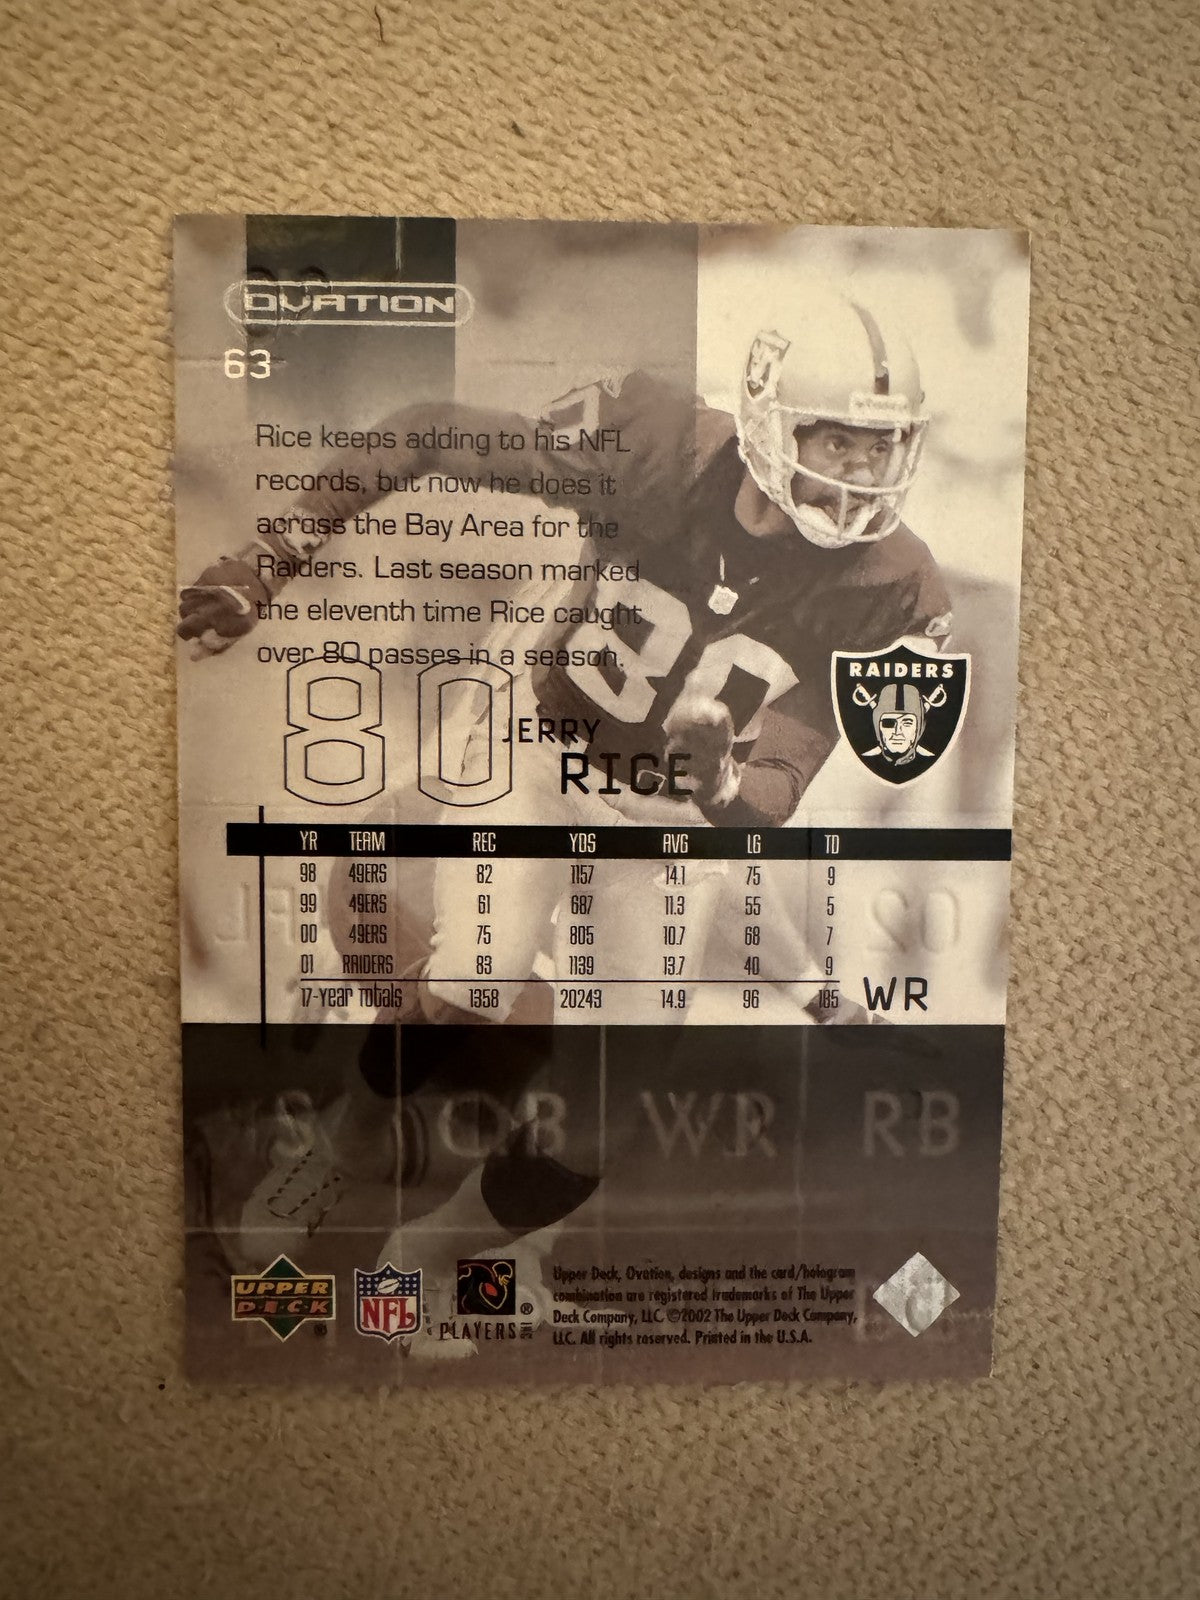 OVATION
63
Rice keeps adding to his NFL
records, but now he does it
across the Bay Area for the
Raiders. Last season marked
the eleventh time Rice caught
over 80 passes in a season.
80
JERRY
RICE
RAIDERS
YR TEAM REC YDS AVG LG TD
98 49ERS 82 1157 14.1 75 9
99 49ERS 61 687 11.3 55 5
00 49ERS 75 805 10.7 68 7
01 RAIDERS 83 1139 13.7 40 9
17-Year Totals 1358 20243 14.9 96 185
WR
S QB WR RB
UPPER
DECK
NFL
PLAYERS INC
Upper Deck, Ovation, designs and the card/hologram
combination are registered trademarks of The Upper
Deck Company, LLC. ©2002 The Upper Deck Company,
LLC. All rights reserved. Printed in the U.S.A.